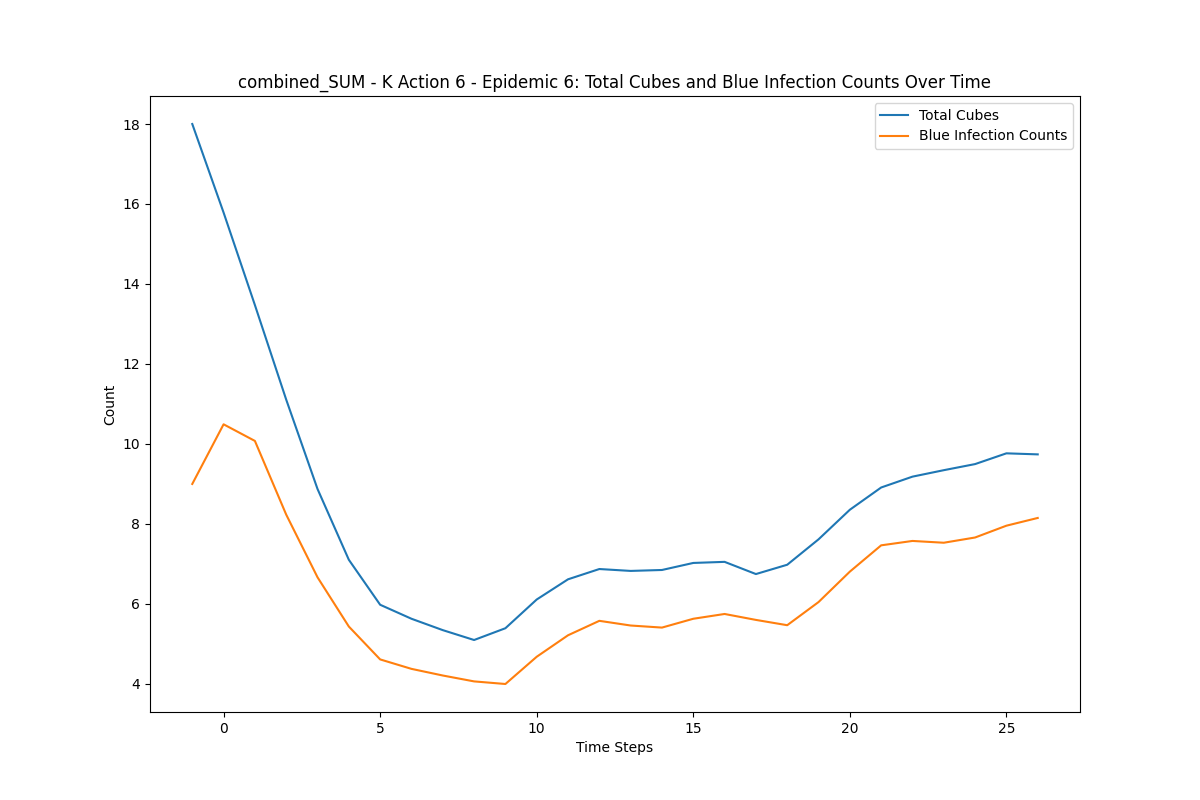 combined_SUM - K Action 6 - Epidemic 6: Total Cubes and Blue Infection Counts Over Time
Total Cubes
Blue Infection Counts
18
16
14
12
10
8
6
4
Count
0 5 10 15 20 25
Time Steps